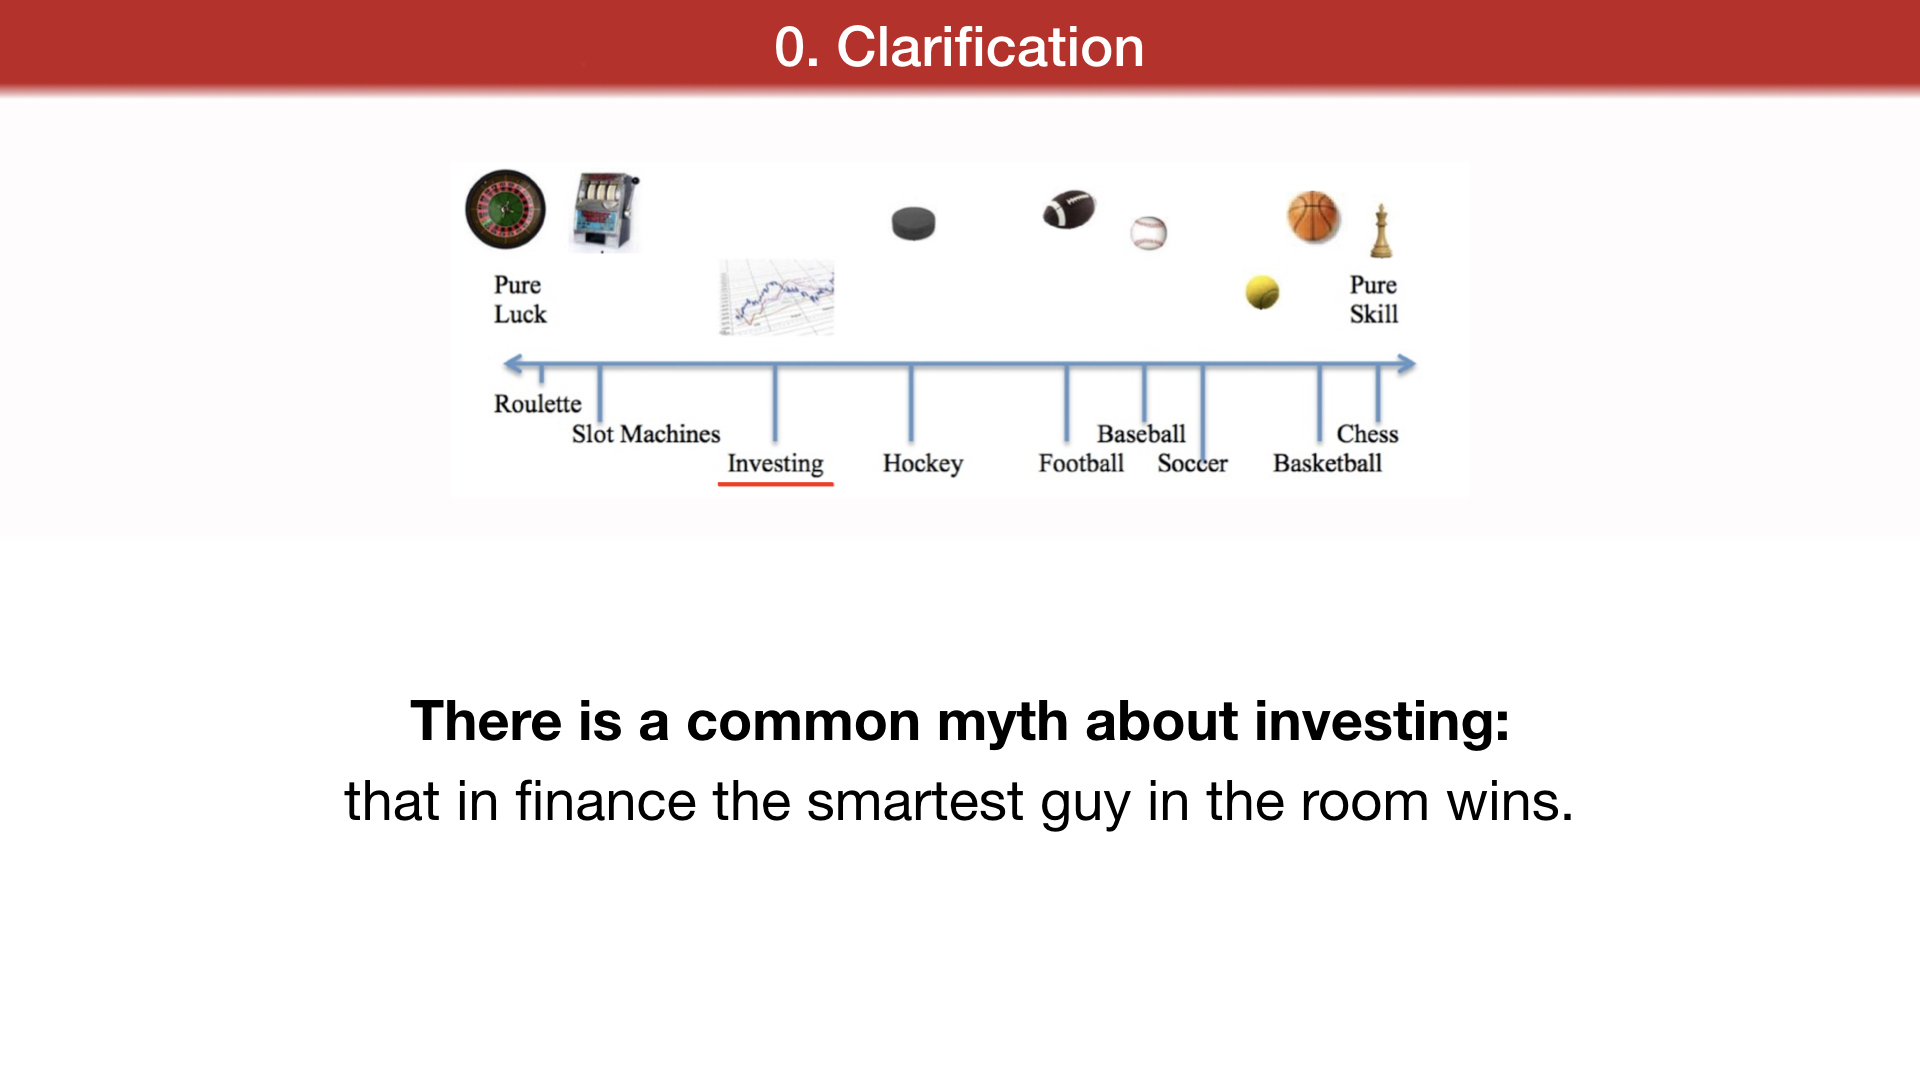 0. Clarification
Pure
Luck
Pure
Skill
Roulette
Slot Machines
Baseball
Chess
Investing
Hockey
Football
Soccer
Basketball
There is a common myth about investing:
that in finance the smartest guy in the room wins.